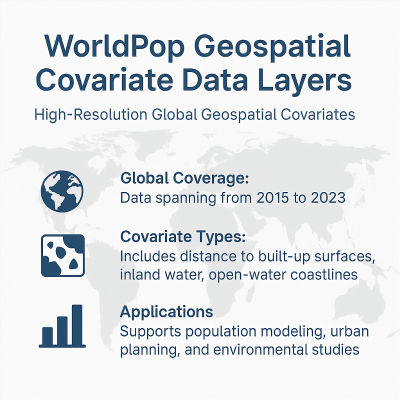 WorldPop Geospatial
Covariate Data Layers
High-Resolution Global Geospatial Covariates
Global Coverage:
Data spanning from 2015 to 2023
Covariate Types:
Includes distance to built-up surfaces,
inland water, open-water coastlines
Applications
Supports population modeling, urban
planning, and environmental studies